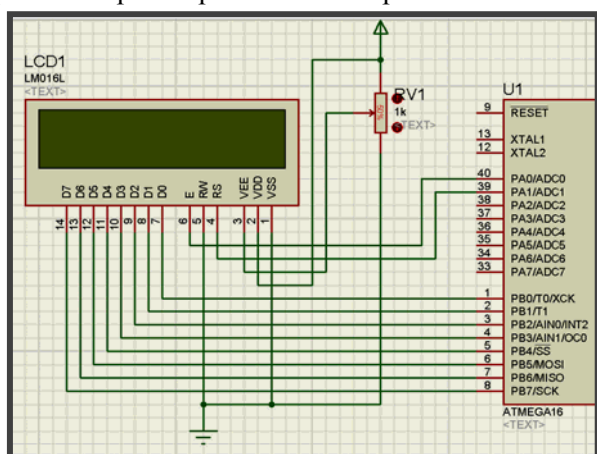 LCD1
LM016L
<TEXT>
D7
D6
D5
D4
D3
D2
D1
D0
E
RW
RS
VEE
VDD
VSS
14
13
12
11
10
9
8
7
6
5
4
3
2
1
RV1
1k
<TEXT>
U1
9 RESET
13 XTAL1
12 XTAL2
40 PA0/ADC0
39 PA1/ADC1
38 PA2/ADC2
37 PA3/ADC3
36 PA4/ADC4
35 PA5/ADC5
34 PA6/ADC6
33 PA7/ADC7
1 PB0/T0/XCK
2 PB1/T1
3 PB2/AIN0/INT2
4 PB3/AIN1/OC0
5 PB4/SS
6 PB5/MOSI
7 PB6/MISO
8 PB7/SCK
ATMEGA16
<TEXT>